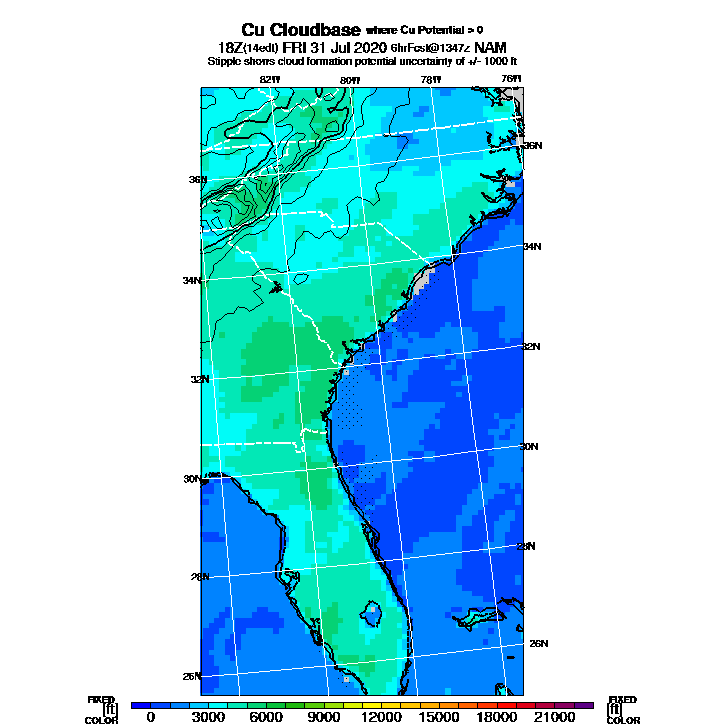 Cu Cloudbase where Cu Potential > 0
18Z(14edt) FRI 31 Jul 2020 6hrFcst@1347z NAM
Stipple shows cloud formation potential uncertainty of +/- 1000 ft
82W 80W 78W 76W
36N
36N
34N
34N
32N
32N
30N
30N
28N
28N
26N
26N
FIXED FIXED
[ft] [ft]
COLOR 0 3000 6000 9000 12000 15000 18000 21000 COLOR